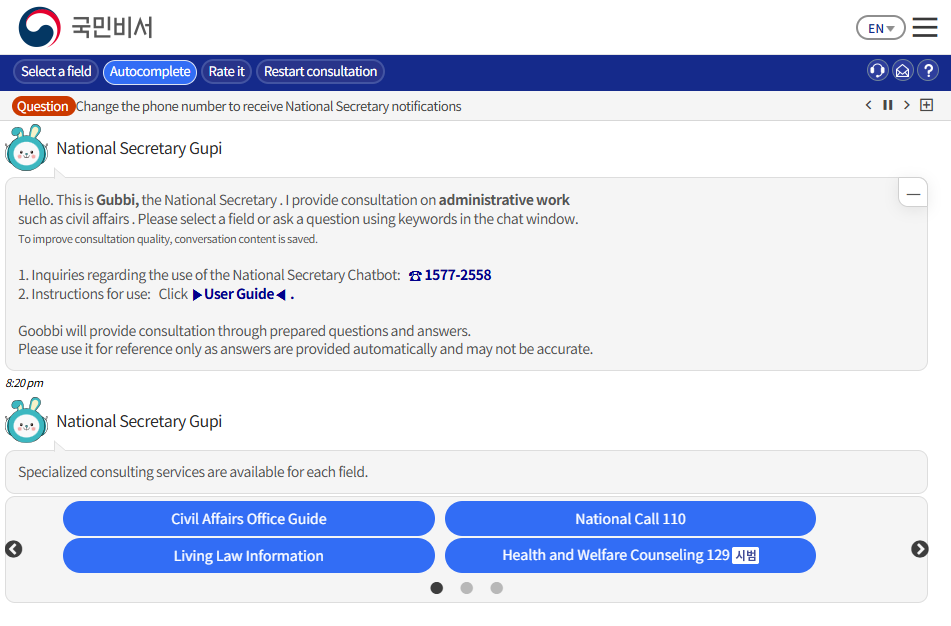 국민비서
EN
Select a field
Autocomplete
Rate it
Restart consultation
?
Question Change the phone number to receive National Secretary notifications
National Secretary Gupi
Hello. This is Gubbi, the National Secretary . I provide consultation on administrative work
such as civil affairs . Please select a field or ask a question using keywords in the chat window.
To improve consultation quality, conversation content is saved.
1. Inquiries regarding the use of the National Secretary Chatbot: ☎ 1577-2558
2. Instructions for use: Click ▶User Guide◀ .
Goobbi will provide consultation through prepared questions and answers.
Please use it for reference only as answers are provided automatically and may not be accurate.
8:20 pm
National Secretary Gupi
Specialized consulting services are available for each field.
Civil Affairs Office Guide
National Call 110
Living Law Information
Health and Welfare Counseling 129 시범